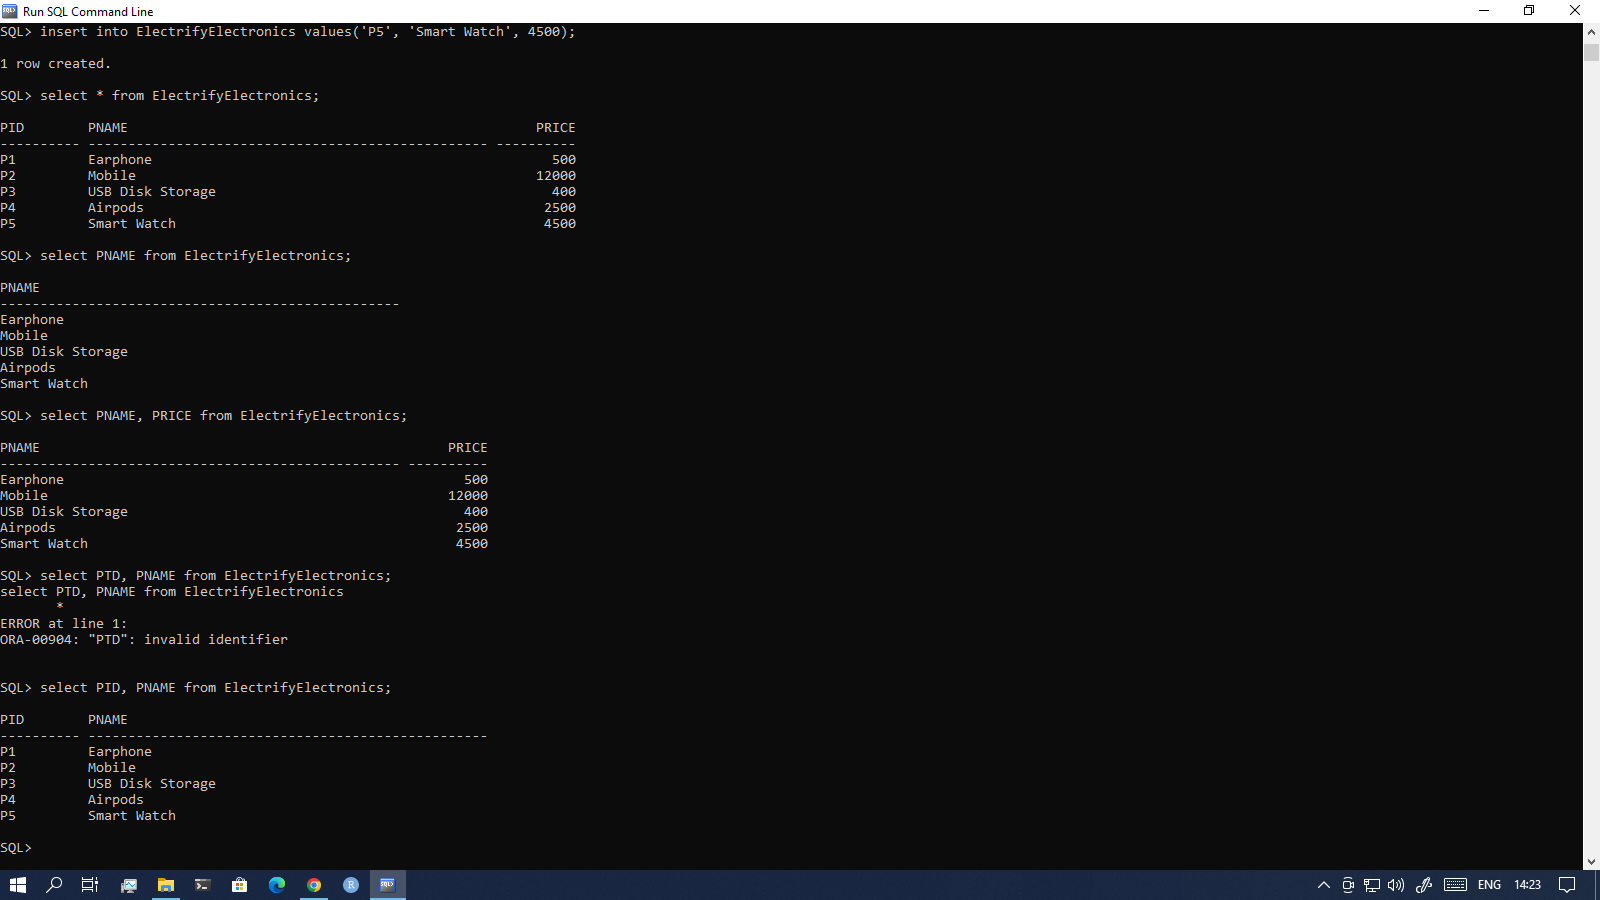 Run SQL Command Line
SQL> insert into ElectrifyElectronics values('P5', 'Smart Watch', 4500);
1 row created.
SQL> select * from ElectrifyElectronics;
PID        PNAME                                                   PRICE
---------- -------------------------------------------------- ----------
P1         Earphone                                                  500
P2         Mobile                                                  12000
P3         USB Disk Storage                                          400
P4         Airpods                                                  2500
P5         Smart Watch                                              4500
SQL> select PNAME from ElectrifyElectronics;
PNAME
--------------------------------------------------
Earphone
Mobile
USB Disk Storage
Airpods
Smart Watch
SQL> select PNAME, PRICE from ElectrifyElectronics;
PNAME                                                   PRICE
-------------------------------------------------- ----------
Earphone                                                  500
Mobile                                                  12000
USB Disk Storage                                          400
Airpods                                                  2500
Smart Watch                                              4500
SQL> select PTD, PNAME from ElectrifyElectronics;
select PTD, PNAME from ElectrifyElectronics
       *
ERROR at line 1:
ORA-00904: "PTD": invalid identifier
SQL> select PID, PNAME from ElectrifyElectronics;
PID        PNAME
---------- --------------------------------------------------
P1         Earphone
P2         Mobile
P3         USB Disk Storage
P4         Airpods
P5         Smart Watch
SQL>
ENG 14:23